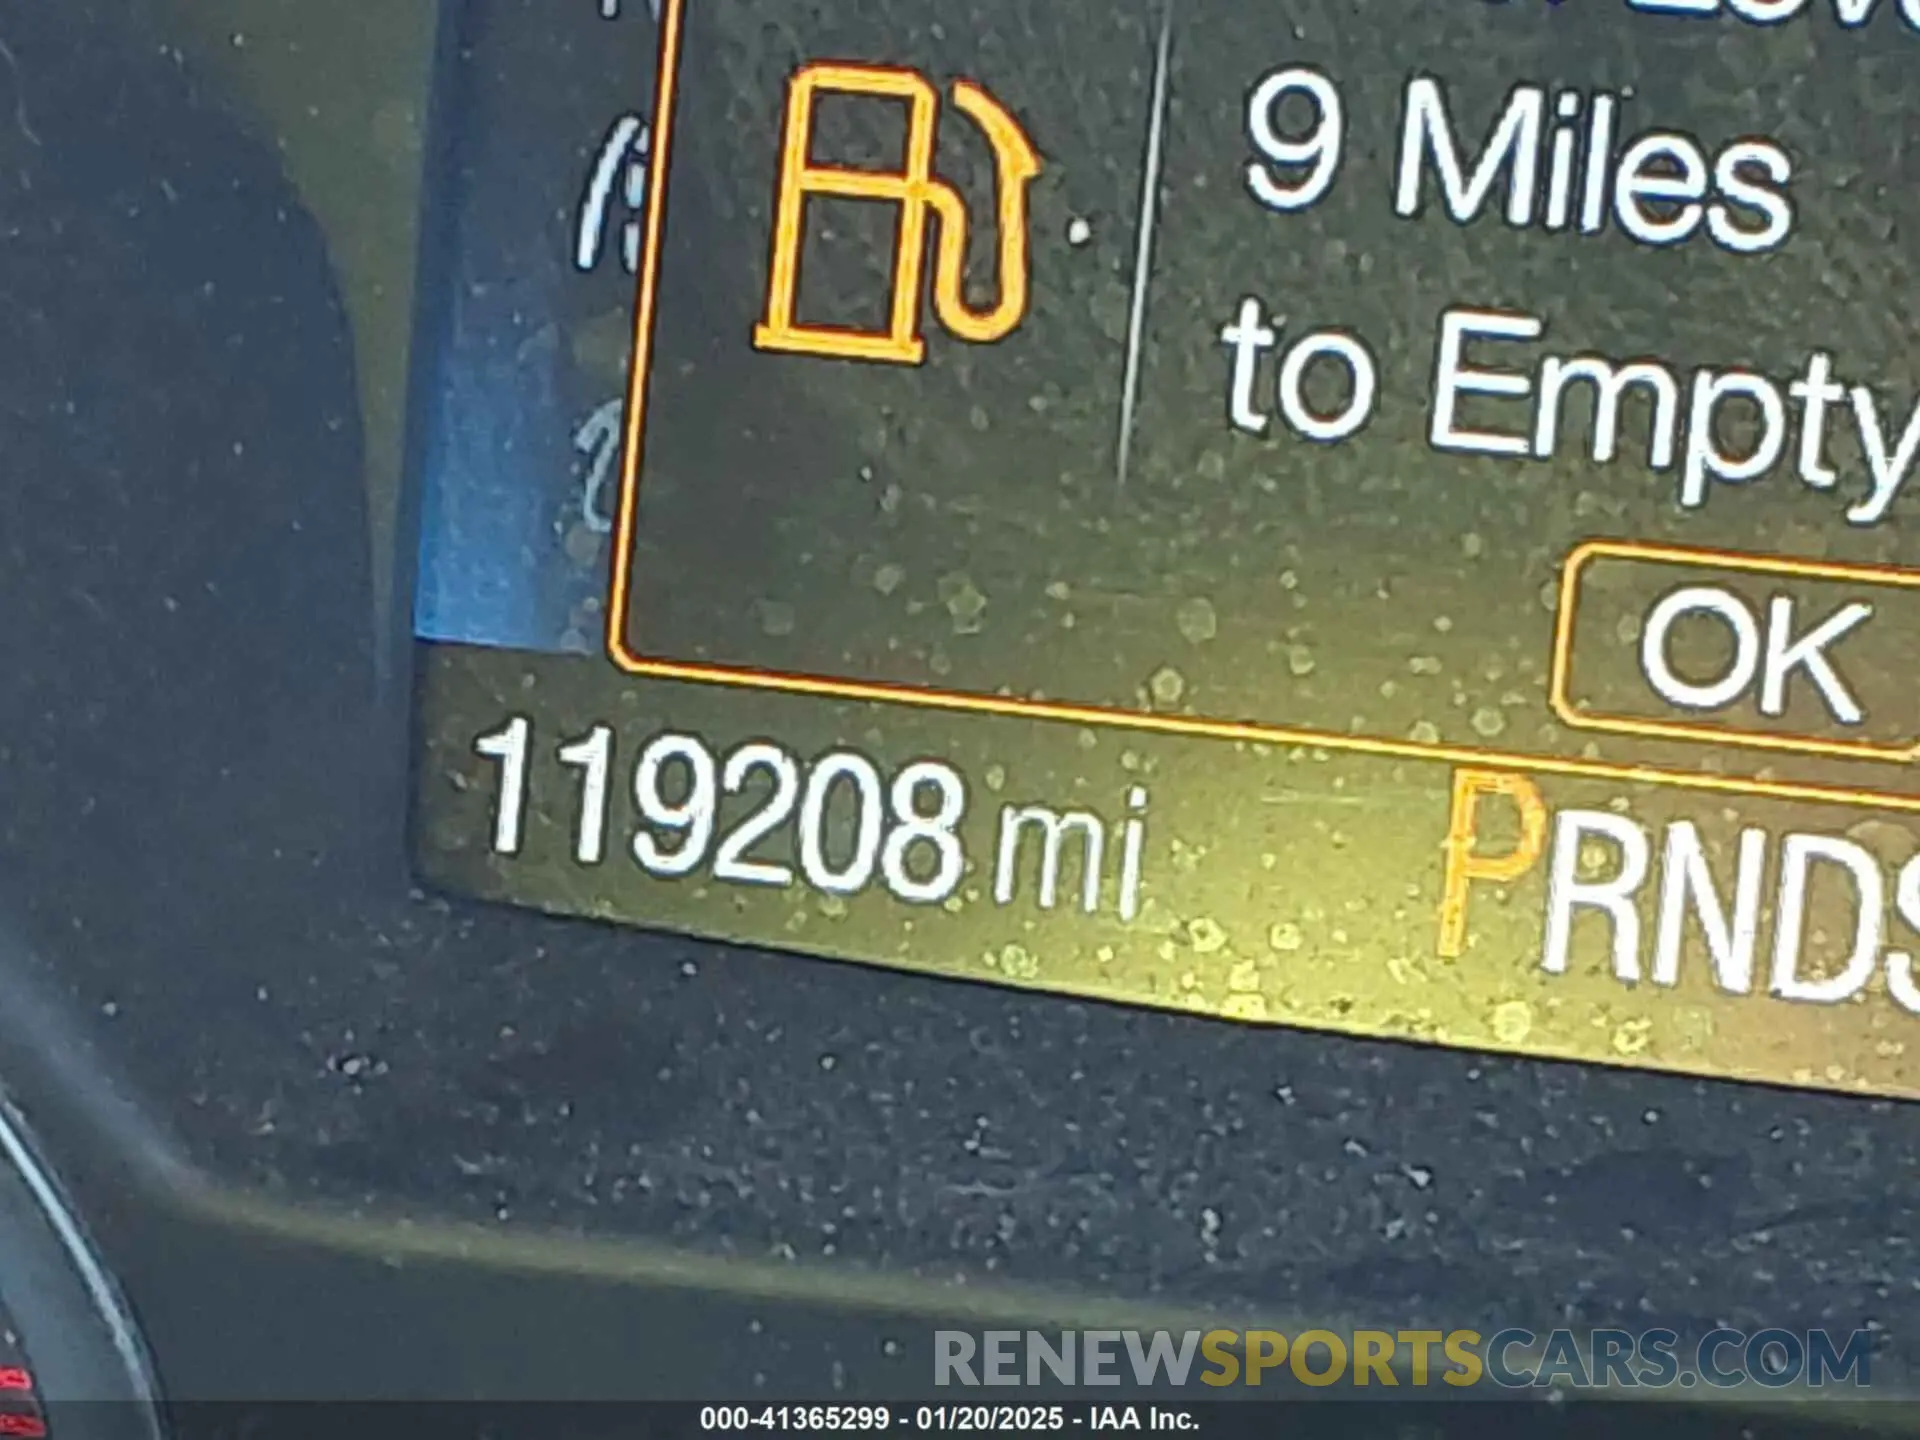 9 Miles
to Empty
OK
119208 mi
PRNDS
RENEWSPORTSCARS.COM
000-41365299 - 01/20/2025 - IAA Inc.